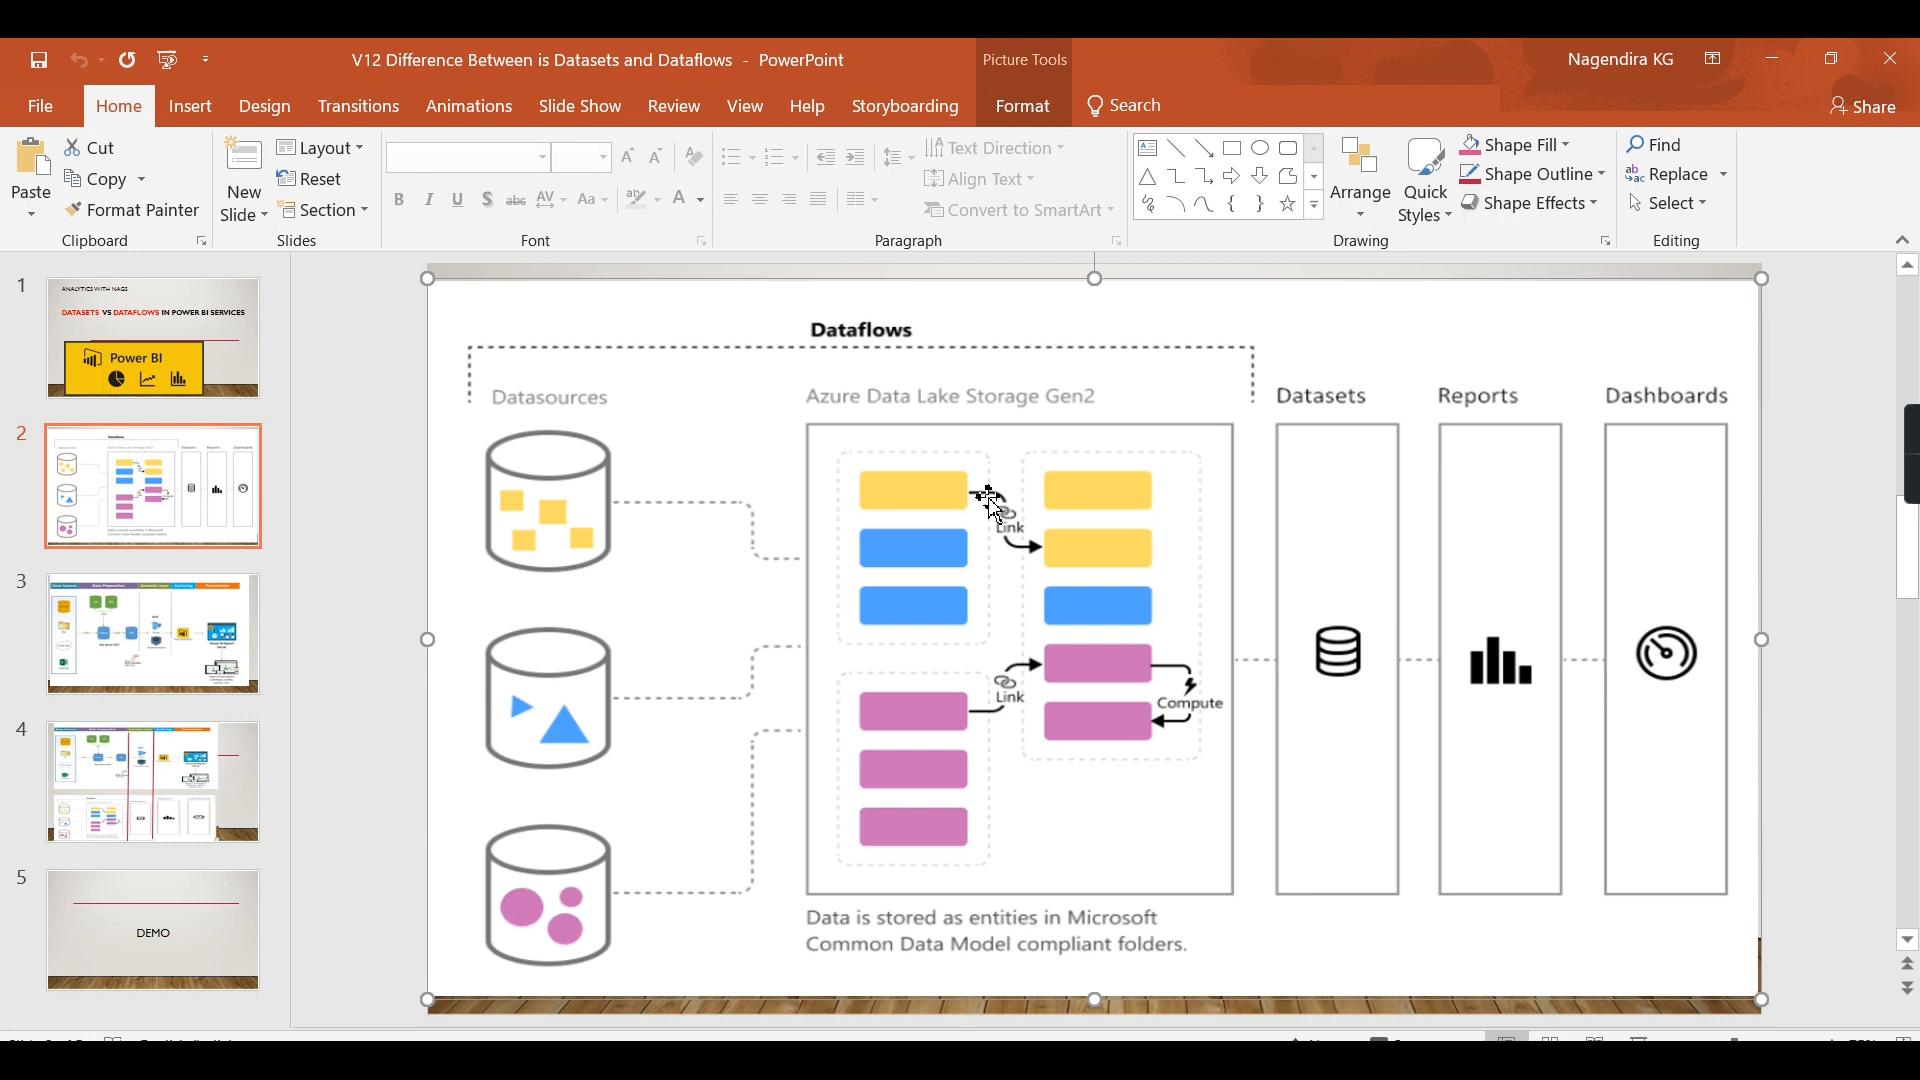 V12 Difference Between is Datasets and Dataflows - PowerPoint
Picture Tools
Nagendira KG
File
Home
Insert
Design
Transitions
Animations
Slide Show
Review
View
Help
Storyboarding
Format
Search
Share
Paste
Cut
Copy
Format Painter
Clipboard
New
Slide
Layout
Reset
Section
Slides
Font
Text Direction
Align Text
Convert to SmartArt
Paragraph
Arrange
Quick
Styles
Shape Fill
Shape Outline
Shape Effects
Drawing
Find
Replace
Select
Editing
1
ANALYTICS WITH NAGS
DATASETS VS DATAFLOWS IN POWER BI SERVICES
Power BI
2
3
4
5
DEMO
Dataflows
Datasources
Azure Data Lake Storage Gen2
Datasets
Reports
Dashboards
Link
Link
Compute
Data is stored as entities in Microsoft
Common Data Model compliant folders.